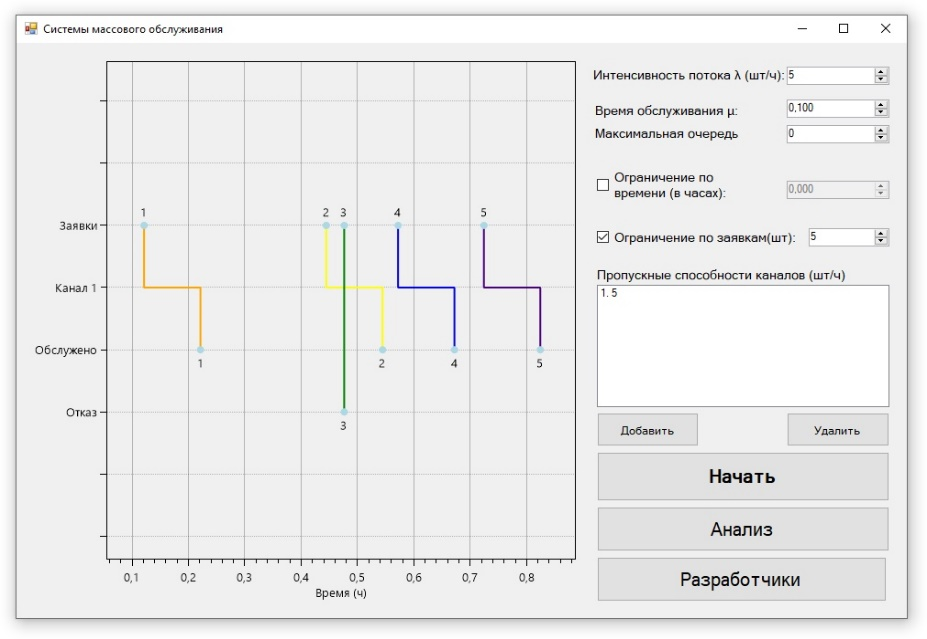 Системы массового обслуживания
Интенсивность потока λ (шт/ч): 5
Время обслуживания μ: 0,100
Максимальная очередь 0
Ограничение по
времени (в часах): 0,000
Ограничение по заявкам(шт): 5
Пропускные способности каналов (шт/ч)
1. 5
Добавить Удалить
Начать
Анализ
Разработчики
1 2 3 4 5
Заявки
Канал 1
Обслужено
1 2 4 5
Отказ
3
0,1 0,2 0,3 0,4 0,5 0,6 0,7 0,8
Время (ч)